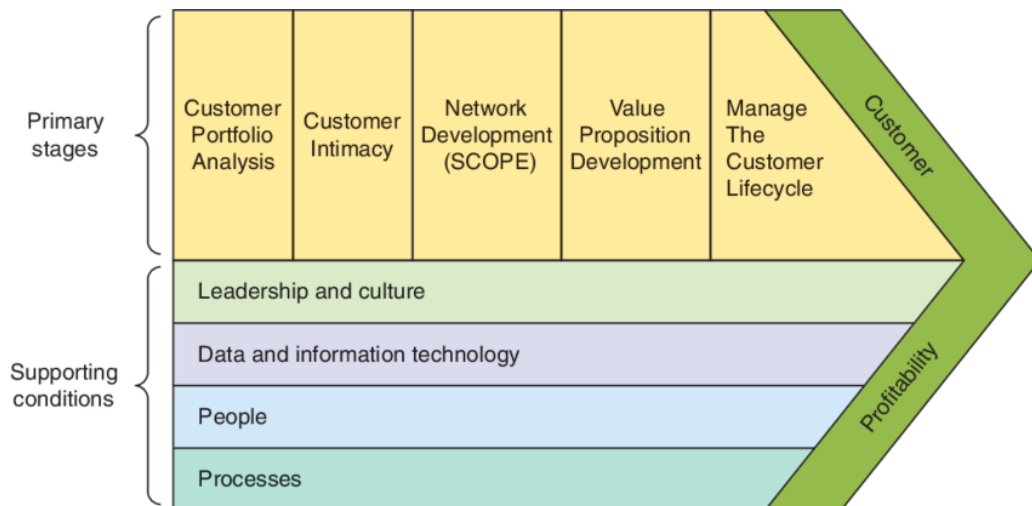 Primary
stages
Customer
Portfolio
Analysis
Customer
Intimacy
Network
Development
(SCOPE)
Value
Proposition
Development
Manage
The
Customer
Lifecycle
Customer
Supporting
conditions
Leadership and culture
Data and information technology
People
Processes
Profitability